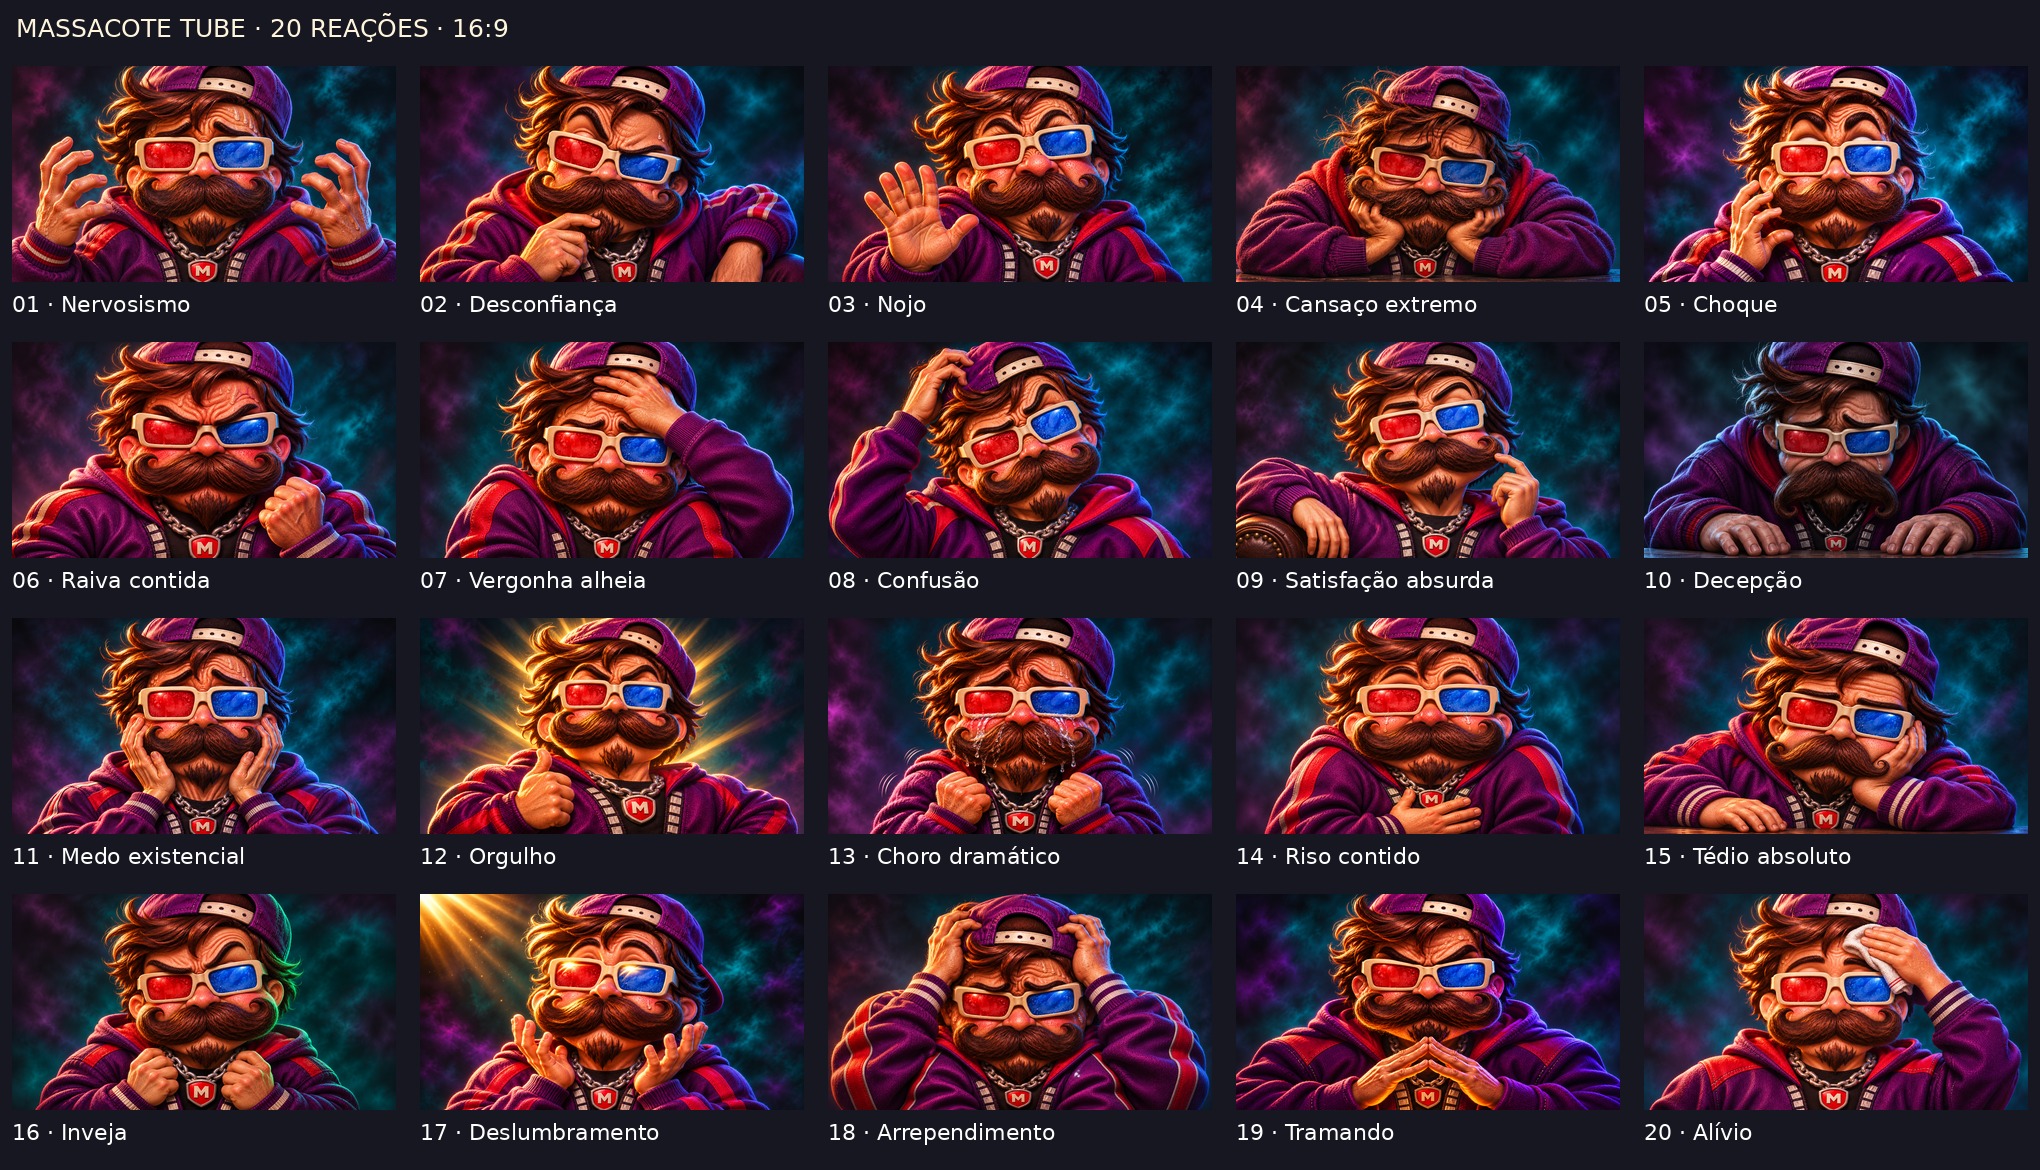 MASSACOTE TUBE · 20 REAÇÕES · 16:9
M
M
M
M
M
01 · Nervosismo
02 · Desconfiança
03 · Nojo
04 · Cansaço extremo
05 · Choque
M
M
M
M
M
06 · Raiva contida
07 · Vergonha alheia
08 · Confusão
09 · Satisfação absurda
10 · Decepção
M
M
M
M
M
11 · Medo existencial
12 · Orgulho
13 · Choro dramático
14 · Riso contido
15 · Tédio absoluto
M
M
M
M
M
16 · Inveja
17 · Deslumbramento
18 · Arrependimento
19 · Tramando
20 · Alívio